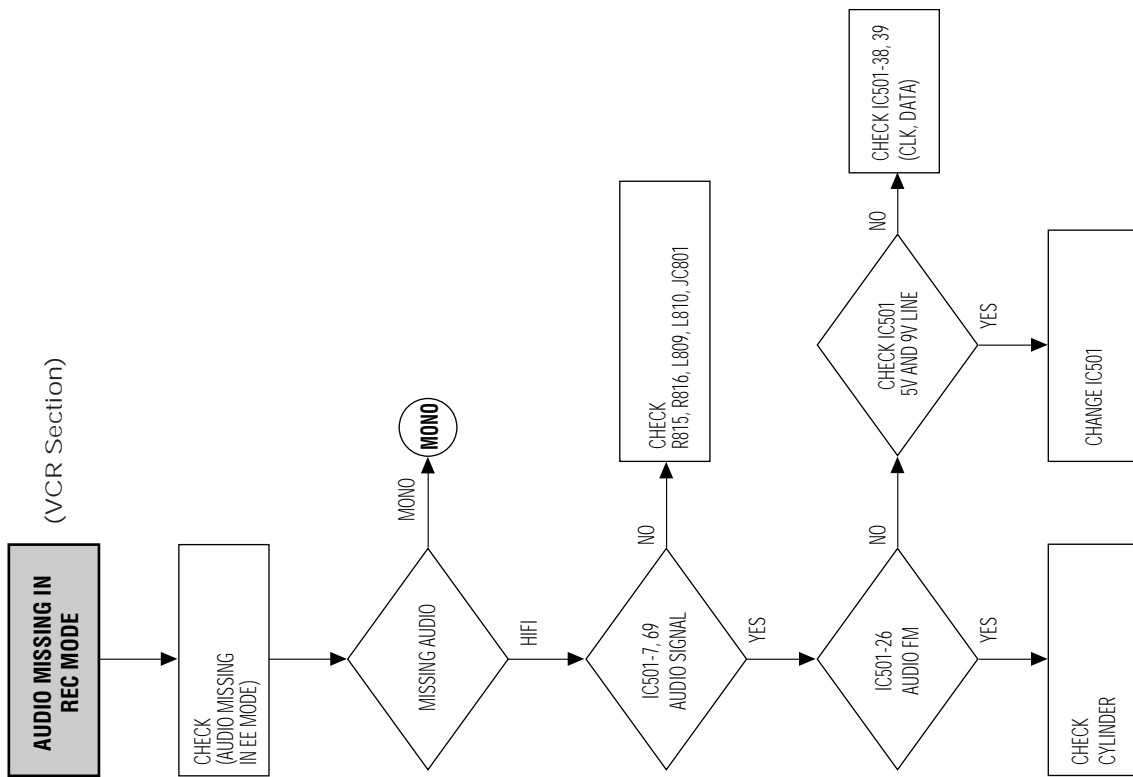 (VCR Section)
AUDIO MISSING IN
REC MODE
CHECK
(AUDIO MISSING
IN EE MODE)
MISSING AUDIO
MONO
MONO
HIFI
IC501-7, 69
AUDIO SIGNAL
NO
CHECK
R815, R816, L809, L810, JC801
YES
IC501-26
AUDIO FM
NO
CHECK IC501
5V AND 9V LINE
NO
CHECK IC501-38, 39
(CLK, DATA)
YES
CHECK
CYLINDER
YES
CHANGE IC501